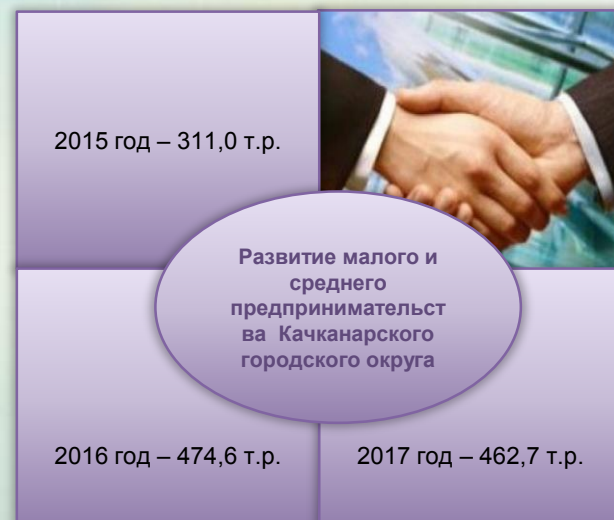 2015 год – 311,0 т.р.
Развитие малого и
среднего
предпринимательст
ва Качканарского
городского округа
2016 год – 474,6 т.р.
2017 год – 462,7 т.р.